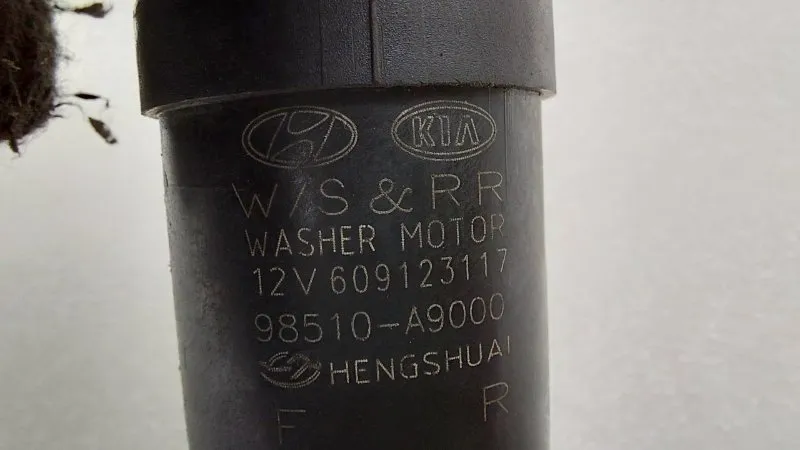 KIA
W/S & RR
WASHER MOTOR
12V 609123117
98510-A9000
HENGSHUAI
F R